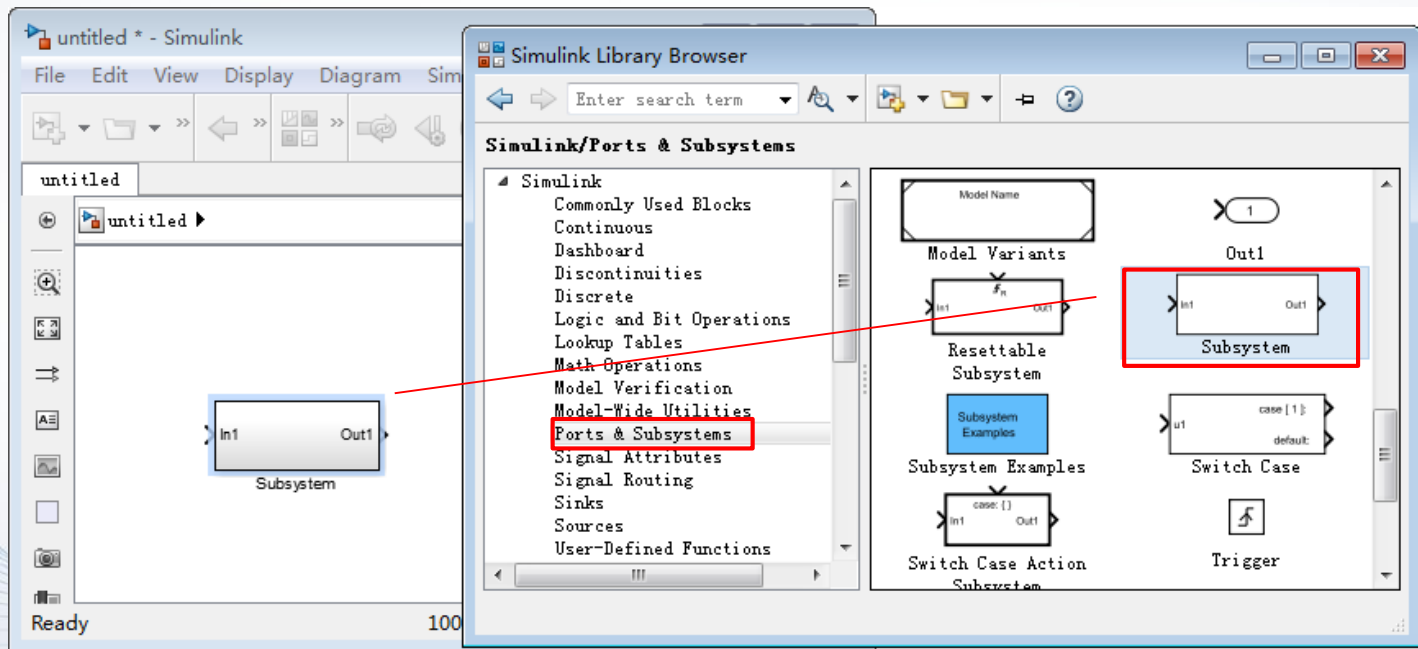 untitled * - Simulink
File Edit View Display Diagram Sim
untitled
untitled
In1 Out1
Subsystem
Ready 100
Simulink Library Browser
Enter search term
Simulink/Ports & Subsystems
Simulink
Commonly Used Blocks
Continuous
Dashboard
Discontinuities
Discrete
Logic and Bit Operations
Lookup Tables
Math Operations
Model Verification
Model-Wide Utilities
Ports & Subsystems
Signal Attributes
Signal Routing
Sinks
Sources
User-Defined Functions
Model Name
Model Variants
1
Out1
In1 Out1
Resettable
Subsystem
In1 Out1
Subsystem
Subsystem
Examples
Subsystem Examples
u1 case [ 1 ]:
default:
Switch Case
case: { }
In1 Out1
Switch Case Action
Subsystem
Trigger